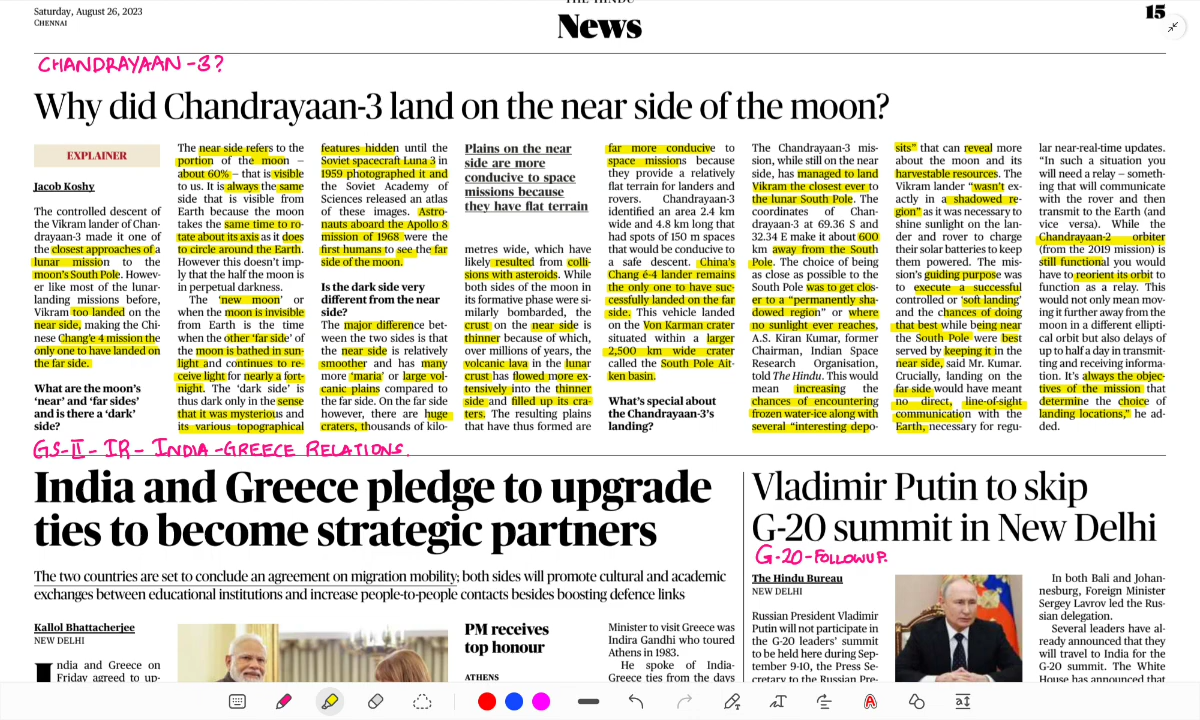 Saturday, August 26, 2023
CHENNAI
THE HINDU
News
15
CHANDRAYAAN-3?
Why did Chandrayaan-3 land on the near side of the moon?
EXPLAINER
Jacob Koshy
The controlled descent of
the Vikram lander of Chan-
drayaan-3 made it one of
the closest approaches of a
lunar mission to the
moon's South Pole. Howev-
er like most of the lunar-
landing missions before,
Vikram too landed on the
near side, making the Chi-
nese Chang'e 4 mission the
only one to have landed on
the far side.
What are the moon's
'near' and 'far sides'
and is there a 'dark'
side?
The near side refers to the
portion of the moon –
about 60% – that is visible
to us. It is always the same
side that is visible from
Earth because the moon
takes the same time to ro-
tate about its axis as it does
to circle around the Earth.
However this doesn't imp-
ly that the half the moon is
in perpetual darkness.
The 'new moon' or
when the moon is invisible
from Earth is the time
when the other 'far side' of
the moon is bathed in sun-
light and continues to re-
ceive light for nearly a fort-
night. The 'dark side' is
thus dark only in the sense
that it was mysterious and
its various topographical
features hidden until the
Soviet spacecraft Luna 3 in
1959 photographed it and
the Soviet Academy of
Sciences released an atlas
of these images. Astro-
nauts aboard the Apollo 8
mission of 1968 were the
first humans to see the far
side of the moon.
Is the dark side very
different from the near
side?
The major difference bet-
ween the two sides is that
the near side is relatively
smoother and has many
more 'maria' or large vol-
canic plains compared to
the far side. On the far side
however, there are huge
craters, thousands of kilo-
Plains on the near
side are more
conducive to space
missions because
they have flat terrain
metres wide, which have
likely resulted from colli-
sions with asteroids. While
both sides of the moon in
its formative phase were si-
milarly bombarded, the
crust on the near side is
thinner because of which,
over millions of years, the
volcanic lava in the lunar
crust has flowed more ex-
tensively into the thinner
side and filled up its cra-
ters. The resulting plains
that have thus formed are
far more conducive to
space missions because
they provide a relatively
flat terrain for landers and
rovers. Chandrayaan-3
identified an area 2.4 km
wide and 4.8 km long that
had spots of 150 m spaces
that would be conducive to
a safe descent. China's
Chang é-4 lander remains
the only one to have suc-
cessfully landed on the far
side. This vehicle landed
on the Von Karman crater
situated within a larger
2,500 km wide crater
called the South Pole Ait-
ken basin.
What's special about
the Chandrayaan-3's
landing?
The Chandrayaan-3 mis-
sion, while still on the near
side, has managed to land
Vikram the closest ever to
the lunar South Pole. The
coordinates of Chan-
drayaan-3 at 69.36 S and
32.34 E make it about 600
km away from the South
Pole. The choice of being
as close as possible to the
South Pole was to get clos-
er to a "permanently sha-
dowed region" or where
no sunlight ever reaches,
A.S. Kiran Kumar, former
Chairman, Indian Space
Research Organisation,
told The Hindu. This would
mean increasing the
chances of encountering
frozen water-ice along with
several "interesting depo-
sits" that can reveal more
about the moon and its
harvestable resources. The
Vikram lander "wasn't ex-
actly in a shadowed re-
gion" as it was necessary to
shine sunlight on the lan-
der and rover to charge
their solar batteries to keep
them powered. The mis-
sion's guiding purpose was
to execute a successful
controlled or 'soft landing'
and the chances of doing
that best while being near
the South Pole were best
served by keeping it in the
near side, said Mr. Kumar.
Crucially, landing on the
far side would have meant
no direct, line-of-sight
communication with the
Earth, necessary for regu-
lar near-real-time updates.
"In such a situation you
will need a relay – someth-
ing that will communicate
with the rover and then
transmit to the Earth (and
vice versa). While the
Chandrayaan-2 orbiter
(from the 2019 mission) is
still functional you would
have to reorient its orbit to
function as a relay. This
would not only mean mov-
ing it further away from the
moon in a different ellipti-
cal orbit but also delays of
up to half a day in transmit-
ting and receiving informa-
tion. It's always the objec-
tives of the mission that
determine the choice of
landing locations," he ad-
ded.
GS-II-IR-INDIA-GREECE RELATIONS.
India and Greece pledge to upgrade
ties to become strategic partners
The two countries are set to conclude an agreement on migration mobility; both sides will promote cultural and academic
exchanges between educational institutions and increase people-to-people contacts besides boosting defence links
Kallol Bhattacherjee
NEW DELHI
India and Greece on
Friday agreed to up-
PM receives
top honour
ATHENS
Minister to visit Greece was
Indira Gandhi who toured
Athens in 1983.
He spoke of India-
Greece ties from the days
Vladimir Putin to skip
G-20 summit in New Delhi
G-20-FOLLOWUP.
The Hindu Bureau
NEW DELHI
Russian President Vladimir
Putin will not participate in
the G-20 leaders' summit
to be held here during Sep-
tember 9-10, the Press Se-
cretary to the Russian Pre-
In both Bali and Johan-
nesburg, Foreign Minister
Sergey Lavrov led the Rus-
sian delegation.
Several leaders have al-
ready announced that they
will travel to India for the
G-20 summit. The White
House has announced that